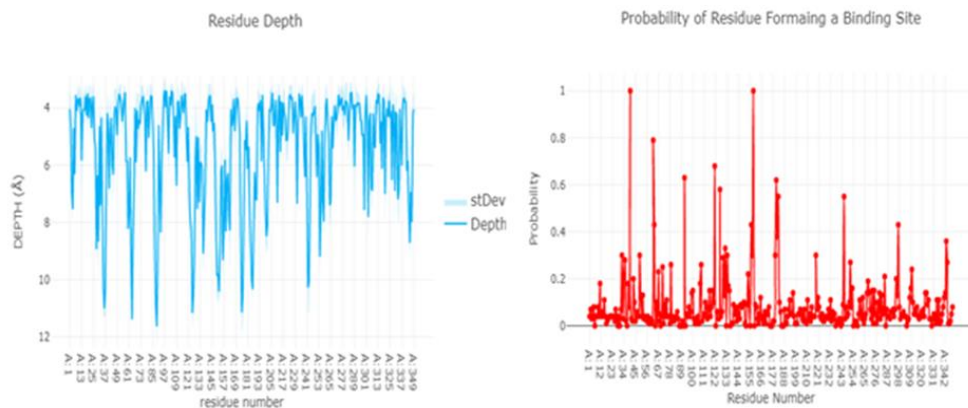 Residue Depth
4
6
8
10
12
DEPTH (Å)
A: 1
A: 13
A: 25
A: 37
A: 49
A: 61
A: 73
A: 85
A: 97
A: 109
A: 121
A: 133
A: 145
A: 157
A: 169
A: 181
A: 193
A: 205
A: 217
A: 229
A: 241
A: 253
A: 265
A: 277
A: 289
A: 301
A: 313
A: 325
A: 337
A: 349
residue number
stDev
Depth
Probability of Residue Formaing a Binding Site
1
0.8
0.6
0.4
0.2
0
Probability
A: 1
A: 12
A: 23
A: 34
A: 45
A: 56
A: 67
A: 78
A: 89
A: 100
A: 111
A: 122
A: 133
A: 144
A: 155
A: 166
A: 177
A: 188
A: 199
A: 210
A: 221
A: 232
A: 243
A: 254
A: 265
A: 276
A: 287
A: 298
A: 309
A: 320
A: 331
A: 342
Residue Number